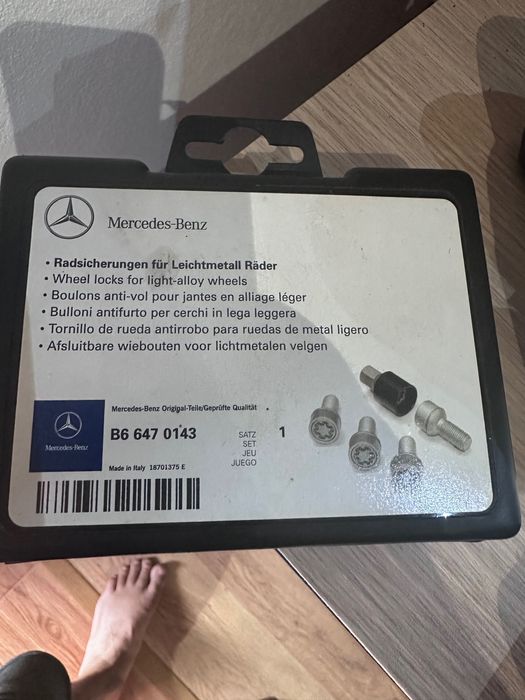 Mercedes-Benz
• Radsicherungen für Leichtmetall Räder
• Wheel locks for light-alloy wheels
• Boulons anti-vol pour jantes en alliage léger
• Bulloni antifurto per cerchi in lega leggera
• Tornillo de rueda antirrobo para ruedas de metal ligero
• Afsluitbare wiebouten voor lichtmetalen velgen
Mercedes-Benz
Mercedes-Benz Original-Teile/Geprüfte Qualität
B6 647 0143
SATZ
SET
JEU
JUEGO
1
Made in Italy 18701375 E